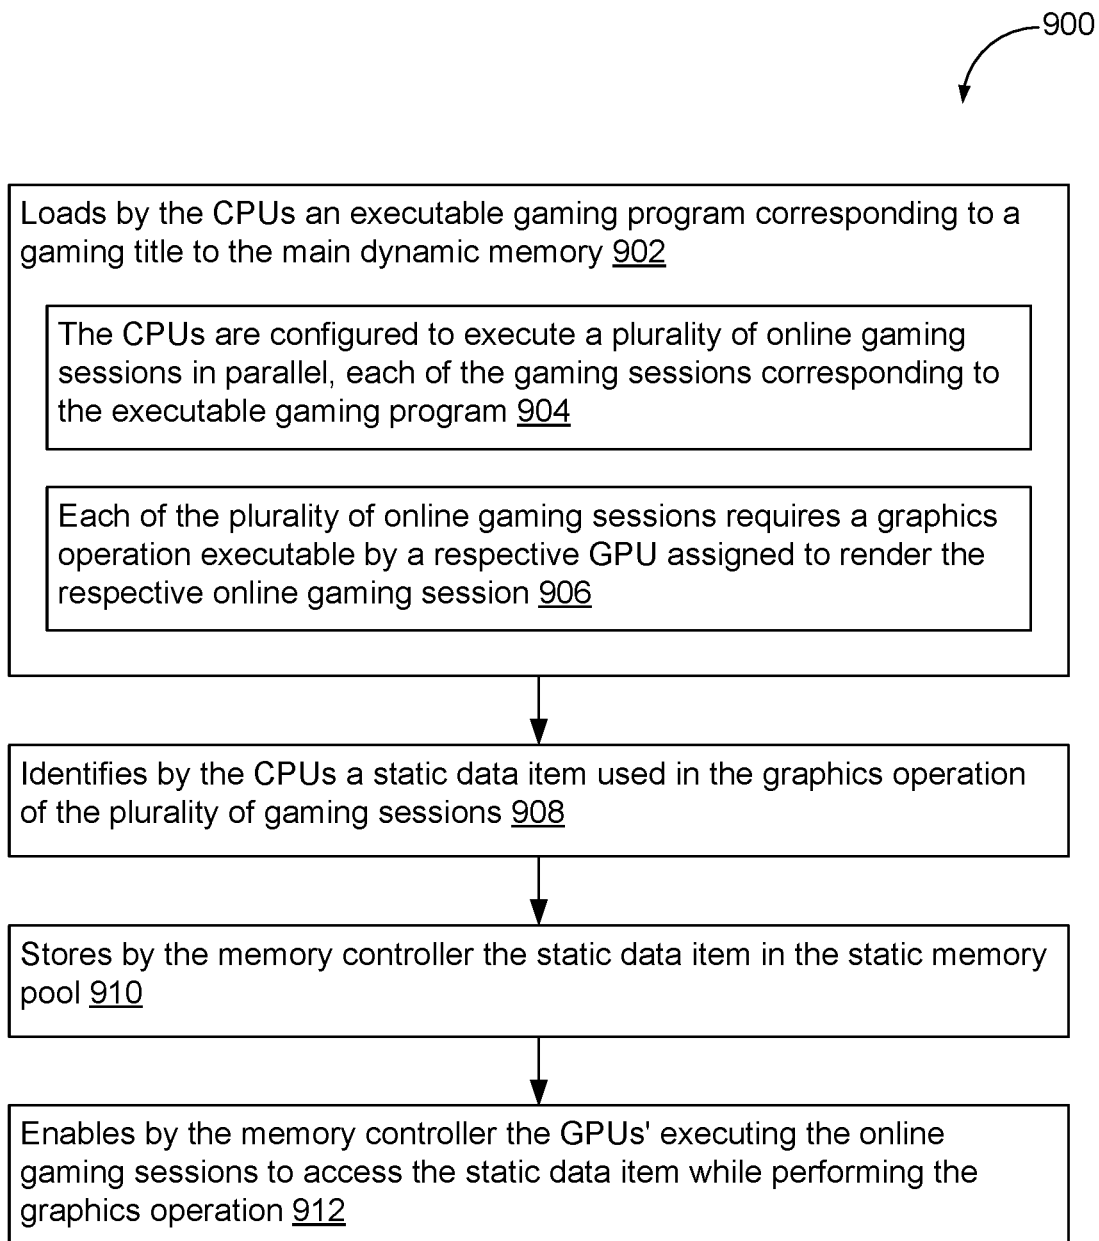 900
Loads by the CPUs an executable gaming program corresponding to a
gaming title to the main dynamic memory 902
The CPUs are configured to execute a plurality of online gaming
sessions in parallel, each of the gaming sessions corresponding to
the executable gaming program 904
Each of the plurality of online gaming sessions requires a graphics
operation executable by a respective GPU assigned to render the
respective online gaming session 906
Identifies by the CPUs a static data item used in the graphics operation
of the plurality of gaming sessions 908
Stores by the memory controller the static data item in the static memory
pool 910
Enables by the memory controller the GPUs' executing the online
gaming sessions to access the static data item while performing the
graphics operation 912